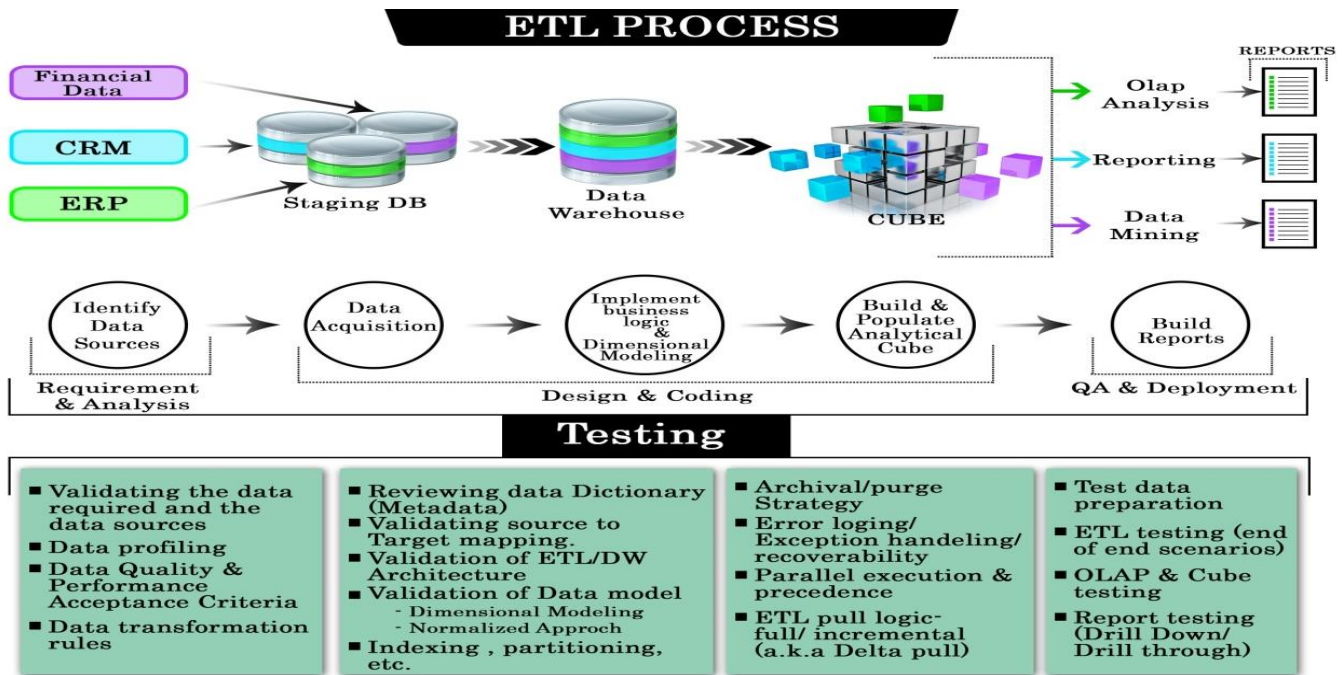 ETL PROCESS
Financial
Data
CRM
ERP
Staging DB
Data
Warehouse
CUBE
Olap
Analysis
Reporting
Data
Mining
REPORTS
Identify
Data
Sources
Data
Acquisition
Implement
business
logic
&
Dimensional
Modeling
Build &
Populate
Analytical
Cube
Build
Reports
Requirement
& Analysis
Design & Coding
QA & Deployment
Testing
■ Validating the data
required and the
data sources
■ Data profiling
■ Data Quality &
Performance
Acceptance Criteria
■ Data transformation
rules
■ Reviewing data Dictionary
(Metadata)
■ Validating source to
Target mapping.
■ Validation of ETL/DW
Architecture
■ Validation of Data model
- Dimensional Modeling
- Normalized Approch
■ Indexing , partitioning,
etc.
■ Archival/purge
Strategy
■ Error loging/
Exception handeling/
recoverability
■ Parallel execution &
precedence
■ ETL pull logic-
full/ incremental
(a.k.a Delta pull)
■ Test data
preparation
■ ETL testing (end
of end scenarios)
■ OLAP & Cube
testing
■ Report testing
(Drill Down/
Drill through)